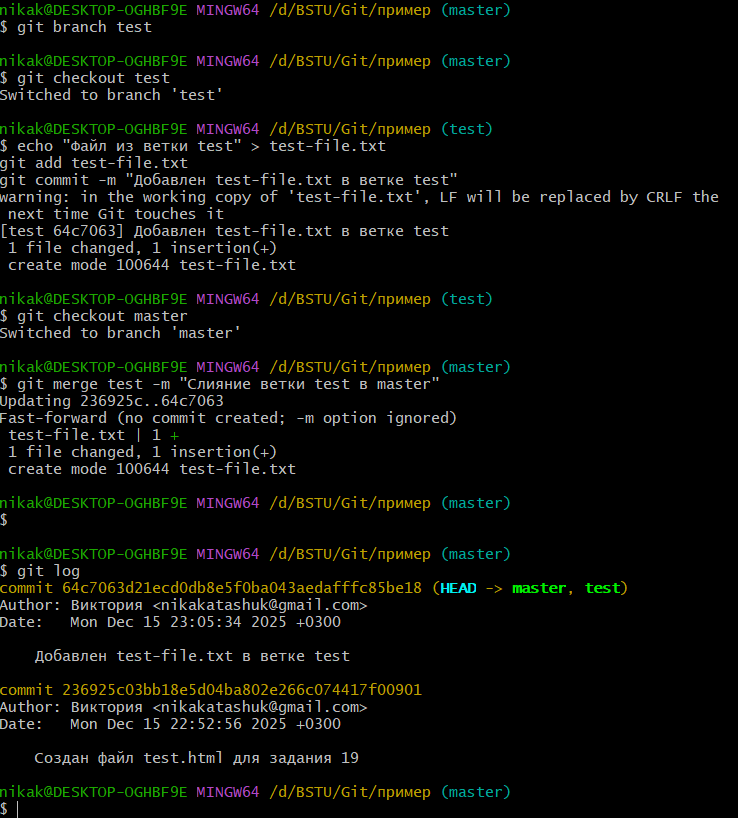 nikak@DESKTOP-OGHBF9E MINGW64 /d/BSTU/Git/пример (master)
$ git branch test
nikak@DESKTOP-OGHBF9E MINGW64 /d/BSTU/Git/пример (master)
$ git checkout test
Switched to branch 'test'
nikak@DESKTOP-OGHBF9E MINGW64 /d/BSTU/Git/пример (test)
$ echo "Файл из ветки test" > test-file.txt
git add test-file.txt
git commit -m "Добавлен test-file.txt в ветке test"
warning: in the working copy of 'test-file.txt', LF will be replaced by CRLF the
next time Git touches it
[test 64c7063] Добавлен test-file.txt в ветке test
1 file changed, 1 insertion(+)
create mode 100644 test-file.txt
nikak@DESKTOP-OGHBF9E MINGW64 /d/BSTU/Git/пример (test)
$ git checkout master
Switched to branch 'master'
nikak@DESKTOP-OGHBF9E MINGW64 /d/BSTU/Git/пример (master)
$ git merge test -m "Слияние ветки test в master"
Updating 236925c..64c7063
Fast-forward (no commit created; -m option ignored)
test-file.txt | 1 +
1 file changed, 1 insertion(+)
create mode 100644 test-file.txt
nikak@DESKTOP-OGHBF9E MINGW64 /d/BSTU/Git/пример (master)
$
nikak@DESKTOP-OGHBF9E MINGW64 /d/BSTU/Git/пример (master)
$ git log
commit 64c7063d21ecd0db8e5f0ba043aedafffc85be18 (HEAD -> master, test)
Author: Виктория <nikakatashuk@gmail.com>
Date:   Mon Dec 15 23:05:34 2025 +0300
Добавлен test-file.txt в ветке test
commit 236925c03bb18e5d04ba802e266c074417f00901
Author: Виктория <nikakatashuk@gmail.com>
Date:   Mon Dec 15 22:52:56 2025 +0300
Создан файл test.html для задания 19
nikak@DESKTOP-OGHBF9E MINGW64 /d/BSTU/Git/пример (master)
$